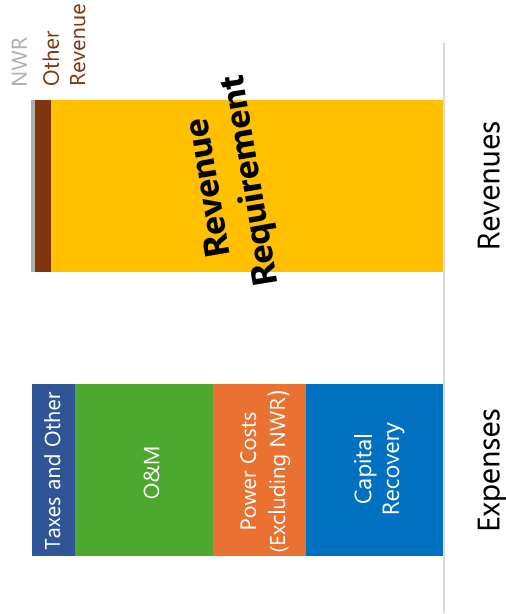 NWR
Other
Revenue
Revenue
Requirement
Revenues
Taxes and Other
O&M
Power Costs
(Excluding NWR)
Capital
Recovery
Expenses